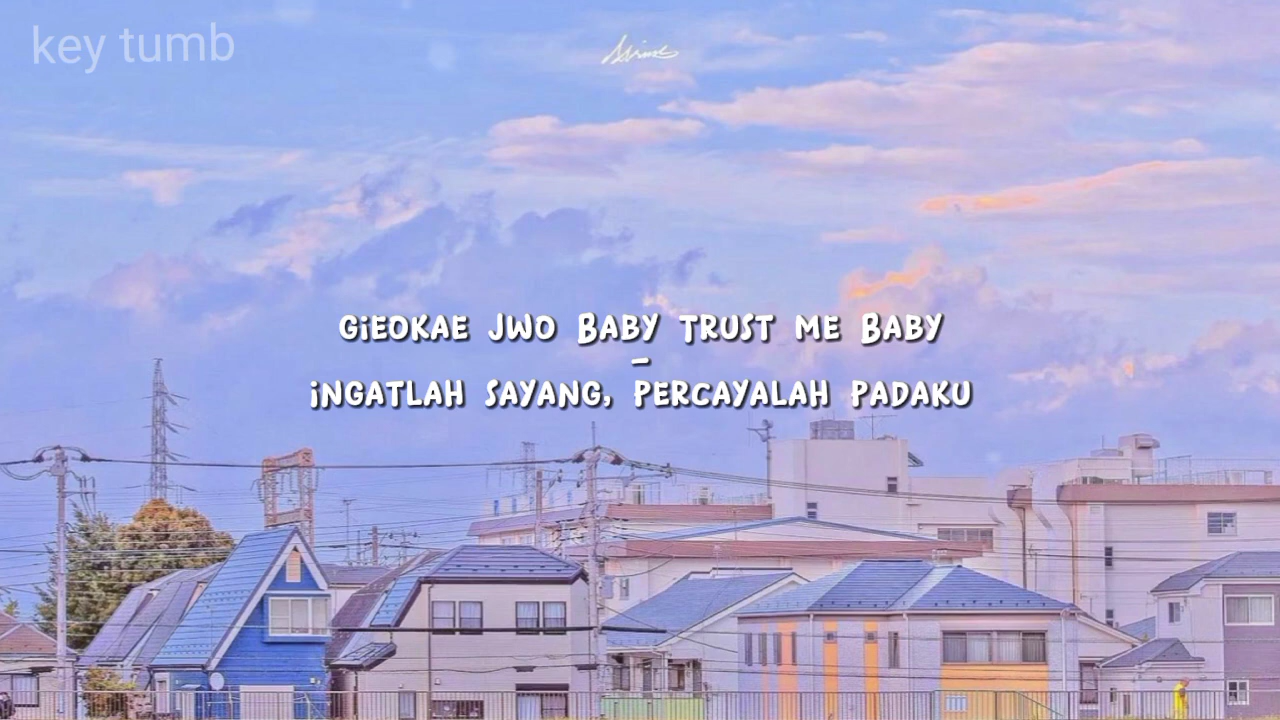 key tumb
GiEOKAE JWO BABY TRUST ME BABY
-
iNGATLAH SAYANG, PERCAYALAH PADAKU